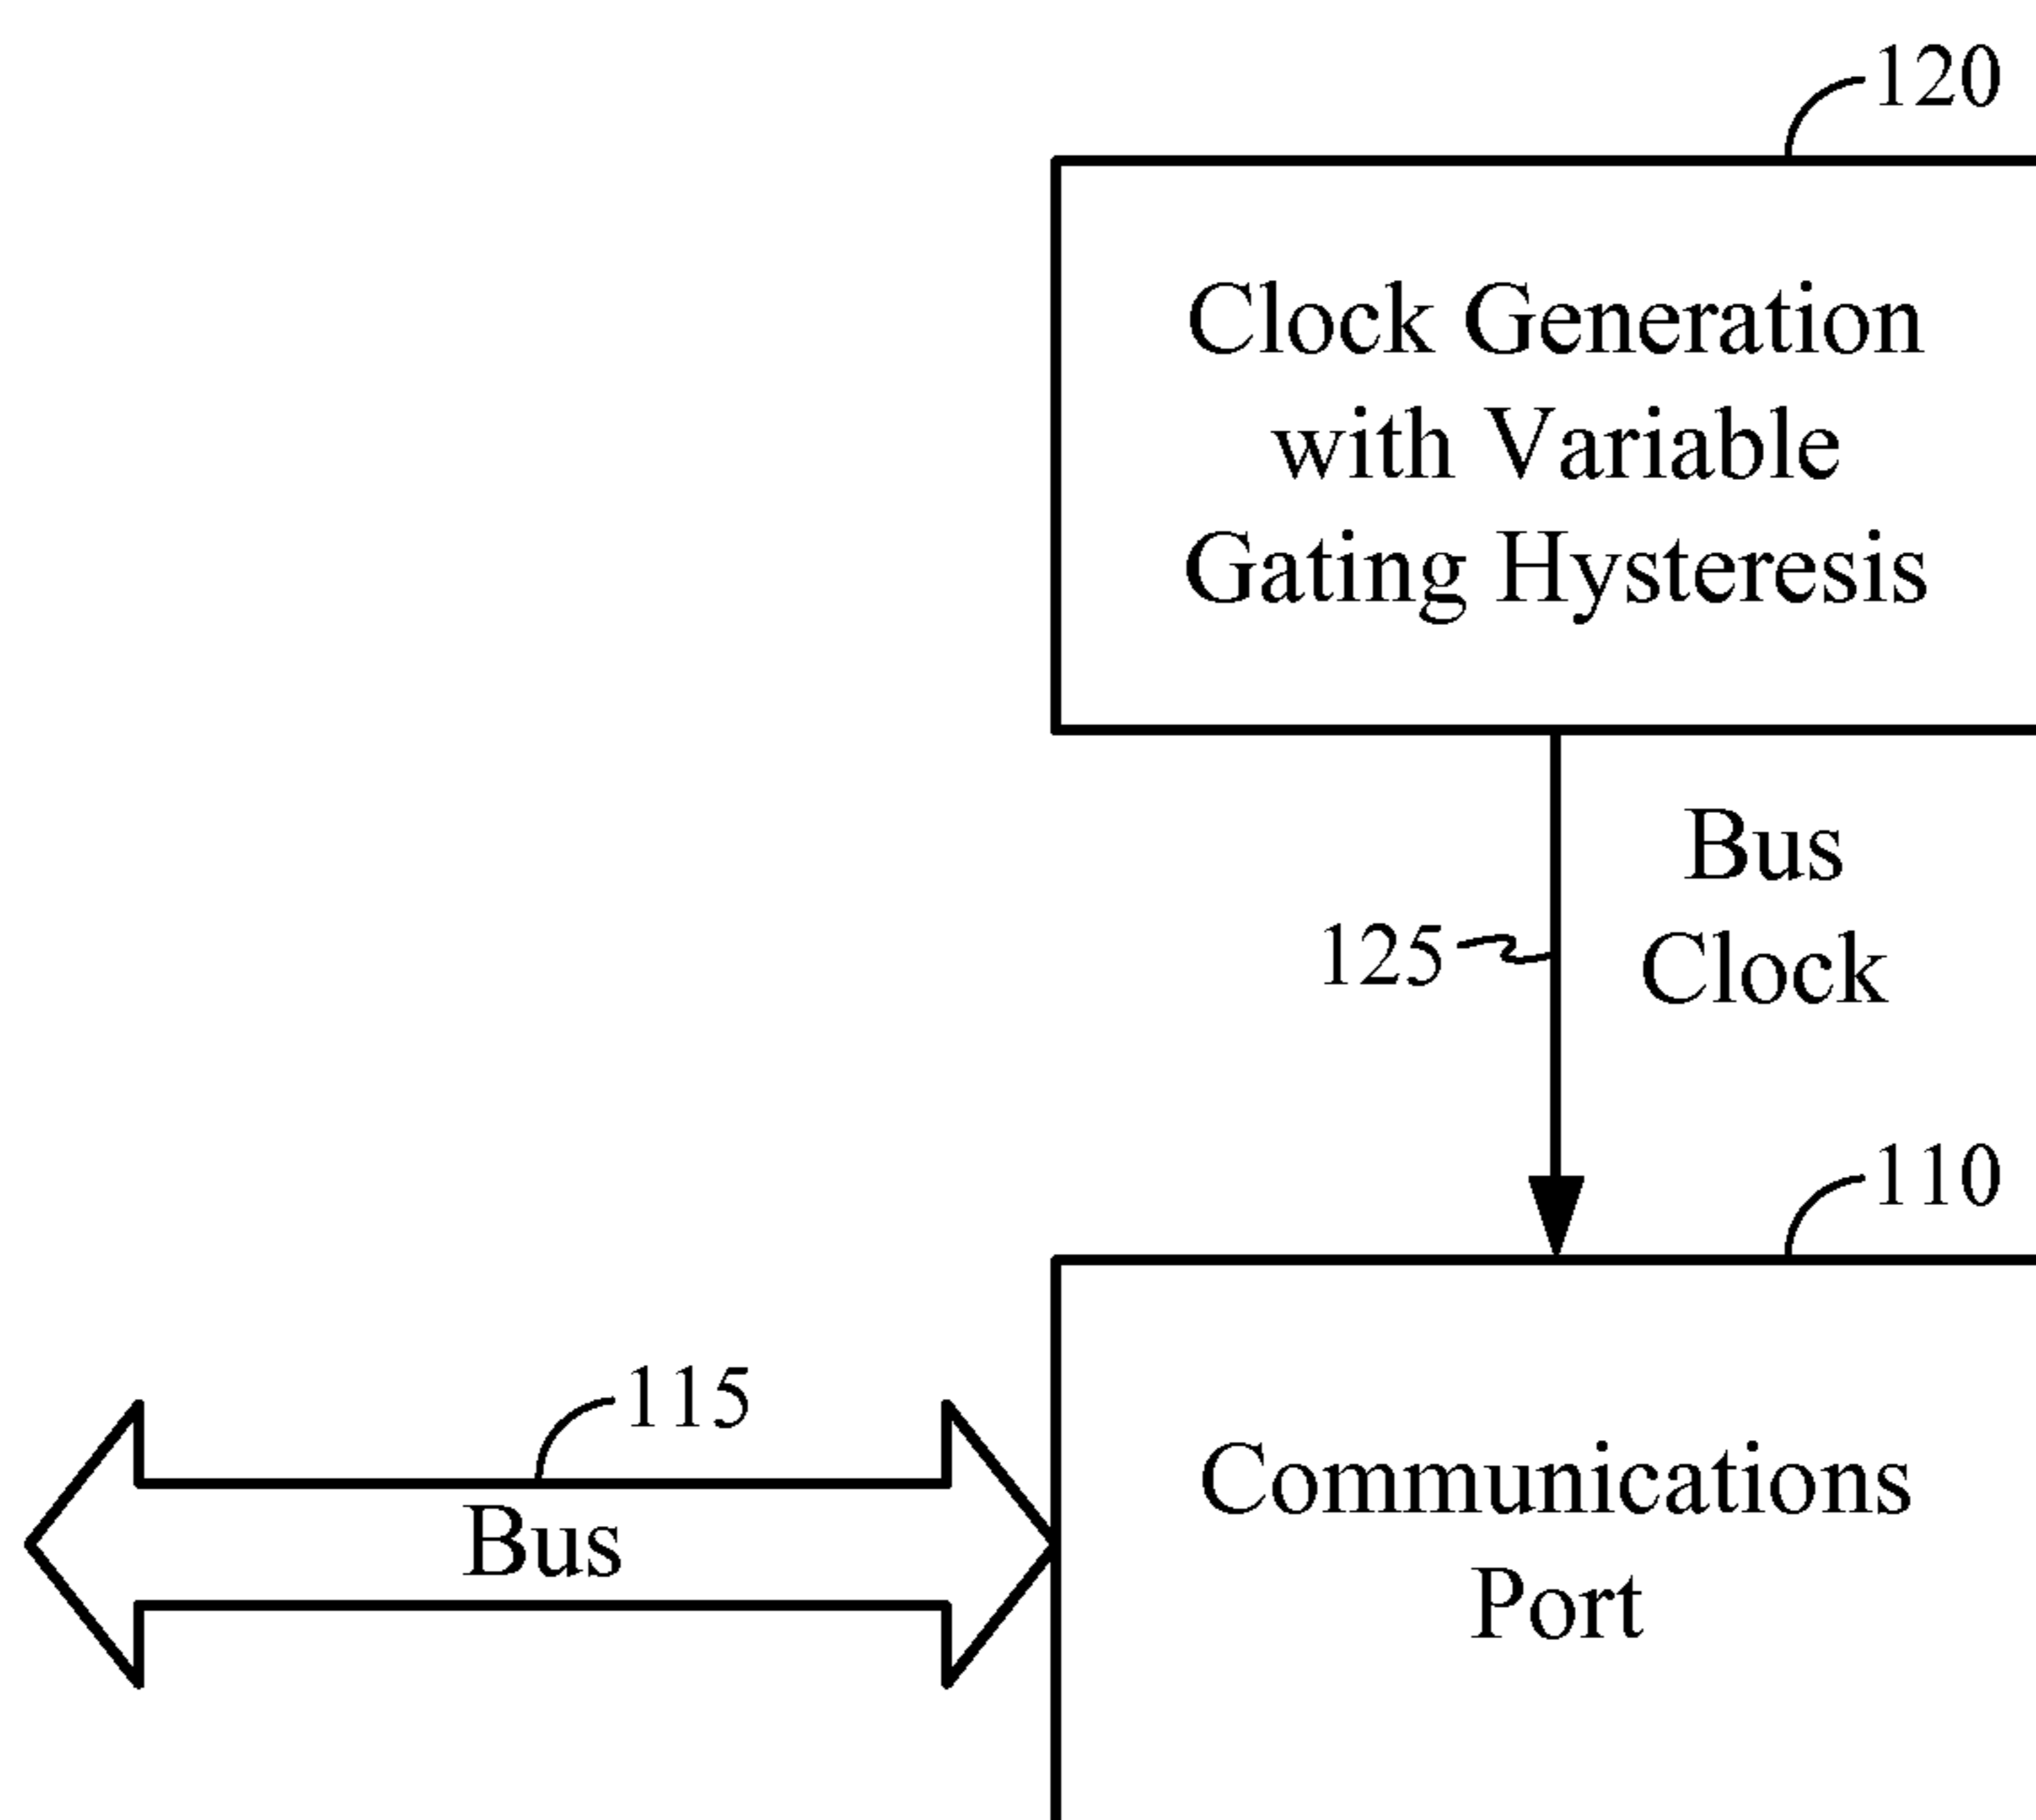 120
Clock Generation
with Variable
Gating Hysteresis
Bus
125
Clock
110
115
Communications
Bus
Port